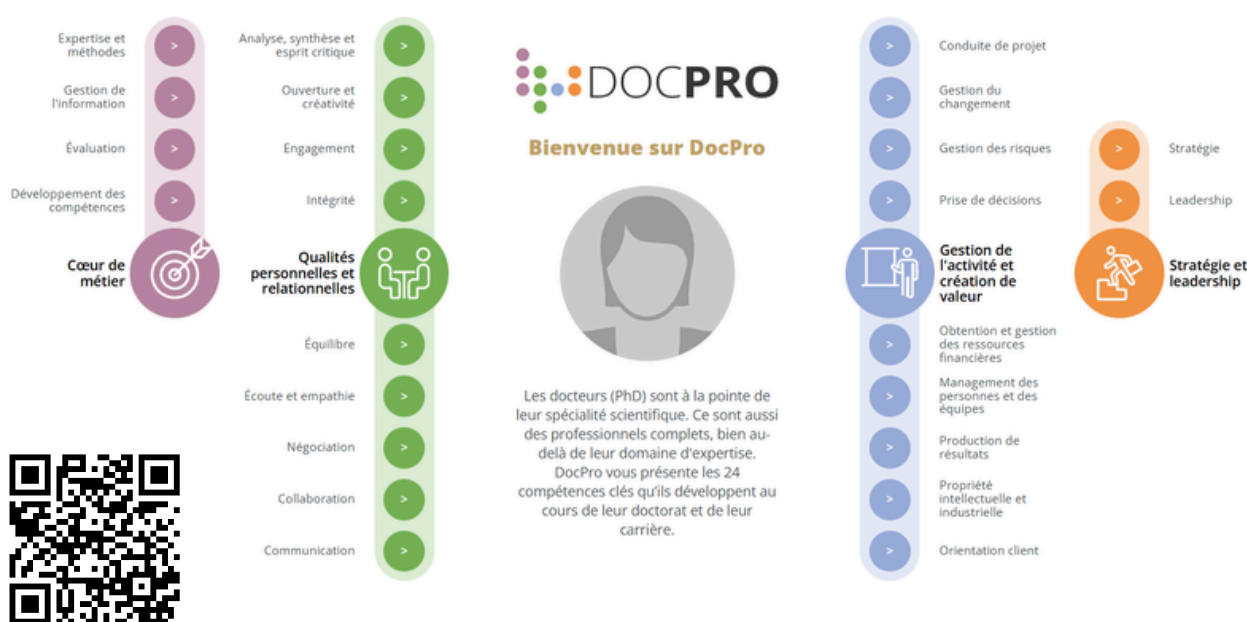 Expertise et
méthodes
Gestion de
l'information
Évaluation
Développement des
compétences
Cœur de
métier
Analyse, synthèse et
esprit critique
Ouverture et
créativité
Engagement
Intégrité
Qualités
personnelles et
relationnelles
Équilibre
Écoute et empathie
Négociation
Collaboration
Communication
DOCPRO
Bienvenue sur DocPro
Les docteurs (PhD) sont à la pointe de
leur spécialité scientifique. Ce sont aussi
des professionnels complets, bien au-
delà de leur domaine d'expertise.
DocPro vous présente les 24
compétences clés qu'ils développent au
cours de leur doctorat et de leur
carrière.
Conduite de projet
Gestion du
changement
Gestion des risques
Prise de décisions
Gestion de
l'activité et
création de
valeur
Obtention et gestion
des ressources
financières
Management des
personnes et des
équipes
Production de
résultats
Propriété
intellectuelle et
industrielle
Orientation client
Stratégie
Leadership
Stratégie et
leadership